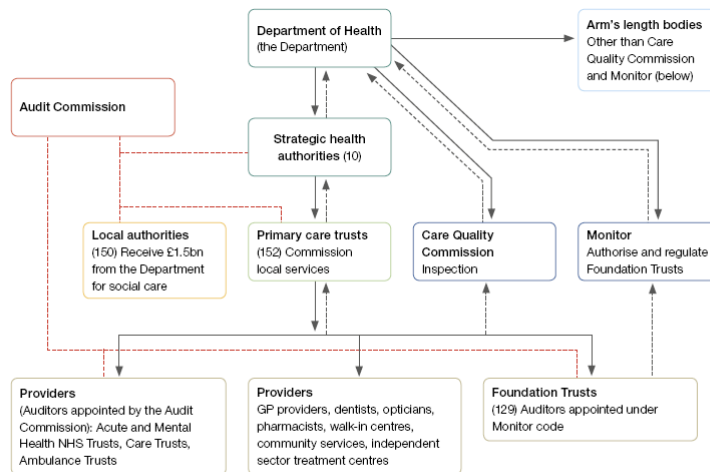 Department of Health
(the Department)
Arm's length bodies
Other than Care
Quality Commission
and Monitor (below)
Audit Commission
Strategic health
authorities (10)
Local authorities
(150) Receive £1.5bn
from the Department
for social care
Primary care trusts
(152) Commission
local services
Care Quality
Commission
Inspection
Monitor
Authorise and regulate
Foundation Trusts
Providers
(Auditors appointed by the Audit
Commission): Acute and Mental
Health NHS Trusts, Care Trusts,
Ambulance Trusts
Providers
GP providers, dentists, opticians,
pharmacists, walk-in centres,
community services, independent
sector treatment centres
Foundation Trusts
(129) Auditors appointed under
Monitor code